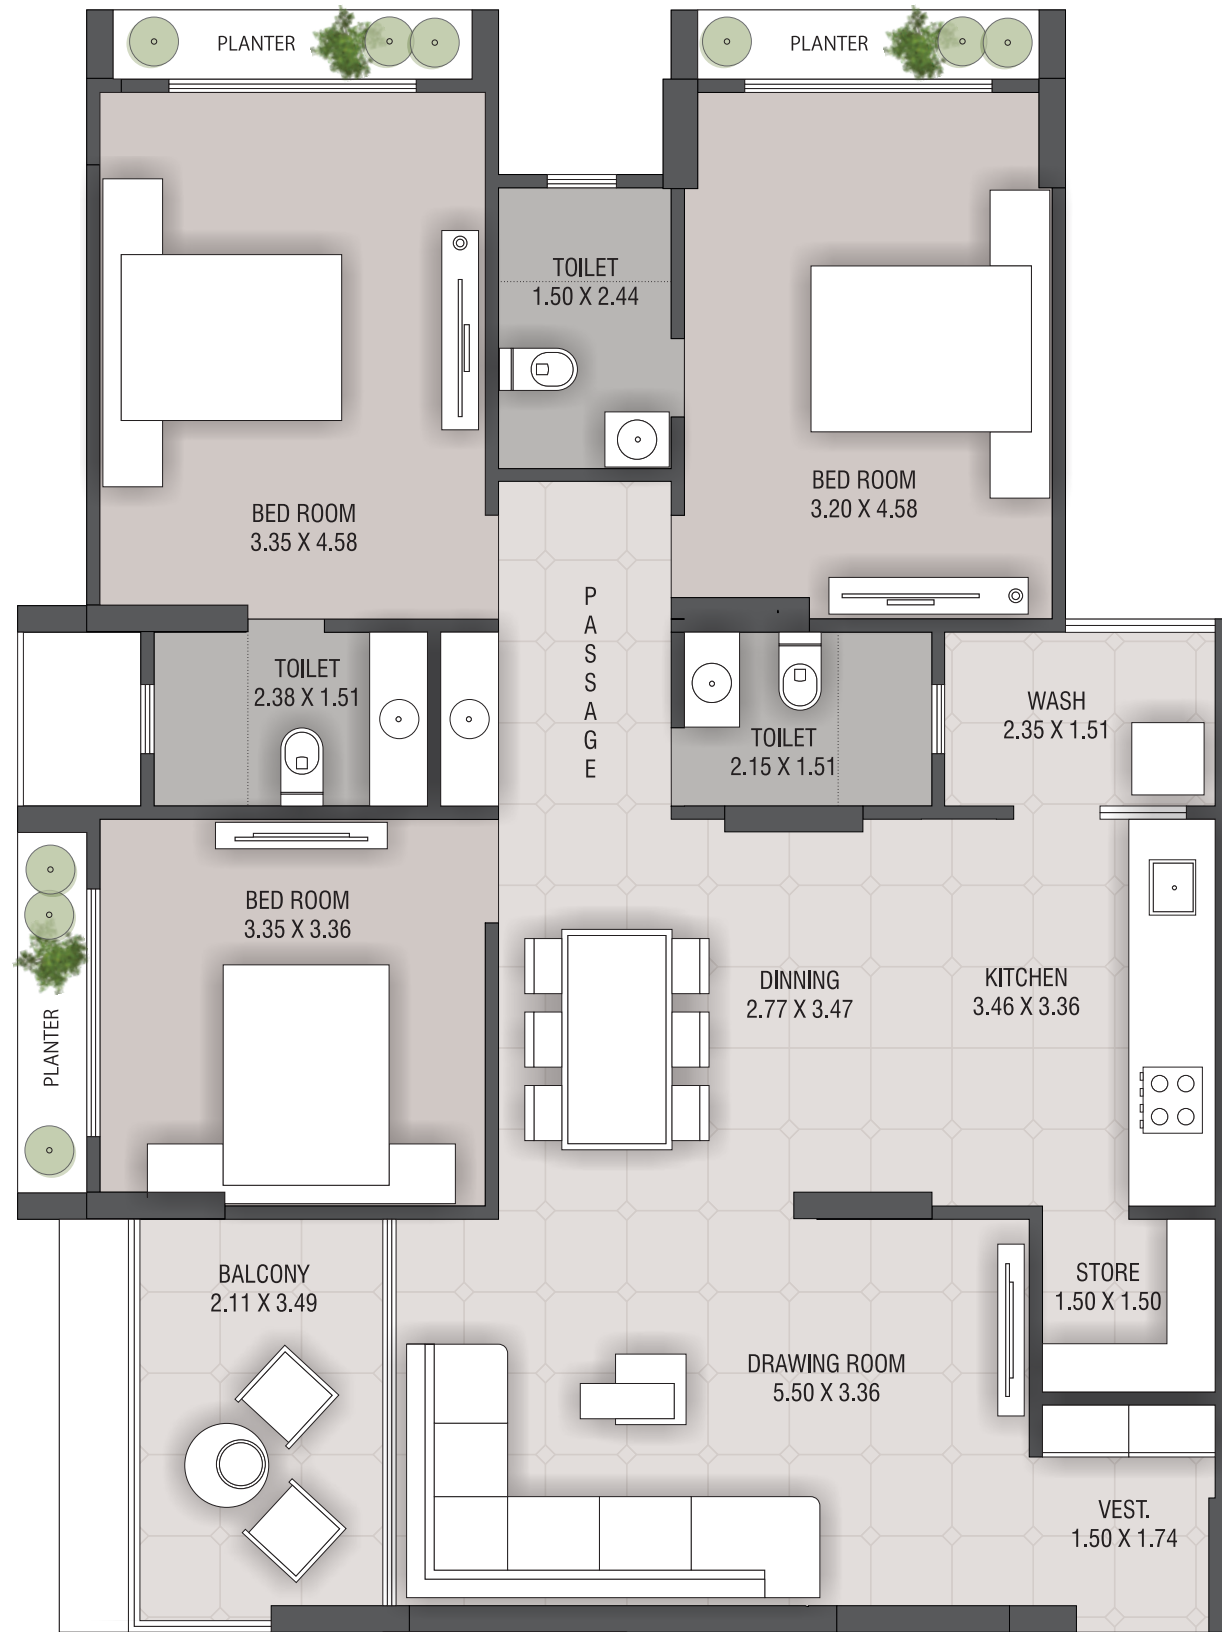 PLANTER
PLANTER
TOILET
1.50 X 2.44
BED ROOM
3.20 X 4.58
BED ROOM
3.35 X 4.58
PASSAGE
TOILET
2.38 X 1.51
WASH
2.35 X 1.51
TOILET
2.15 X 1.51
BED ROOM
3.35 X 3.36
DINNING
2.77 X 3.47
KITCHEN
3.46 X 3.36
PLANTER
BALCONY
2.11 X 3.49
STORE
1.50 X 1.50
DRAWING ROOM
5.50 X 3.36
VEST.
1.50 X 1.74